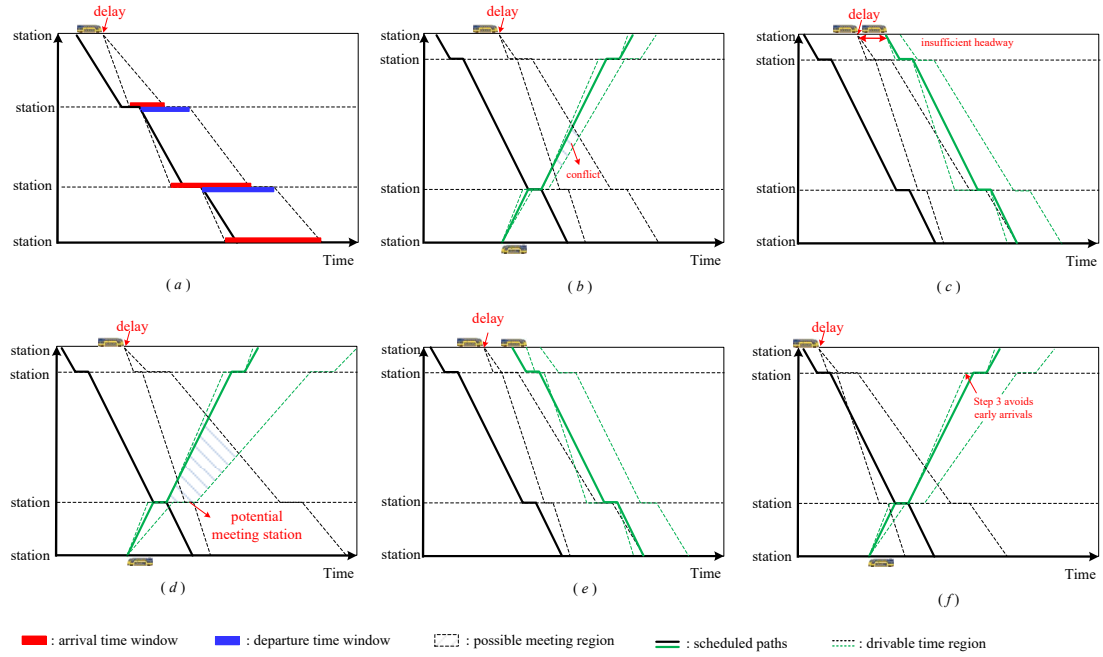 delay
station
station
station
station
Time
( a )
delay
station
station
conflict
station
station
Time
( b )
delay
insufficient headway
station
station
station
station
Time
( c )
delay
station
station
station
potential
meeting station
station
Time
( d )
delay
station
station
station
station
Time
( e )
delay
station
station
Step 3 avoids
early arrivals
station
station
Time
( f )
: arrival time window
: departure time window
: possible meeting region
: scheduled paths
: drivable time region